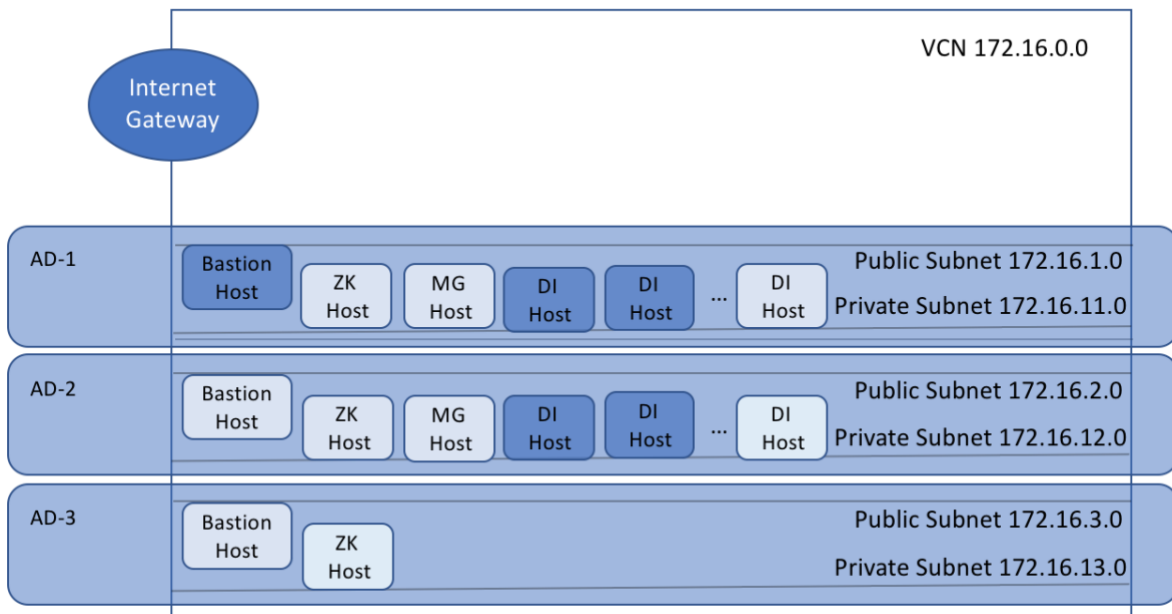 VCN 172.16.0.0
Internet
Gateway
AD-1
Bastion
Host
ZK
Host
MG
Host
DI
Host
DI
Host
...
DI
Host
Public Subnet 172.16.1.0
Private Subnet 172.16.11.0
AD-2
Bastion
Host
ZK
Host
MG
Host
DI
Host
DI
Host
...
DI
Host
Public Subnet 172.16.2.0
Private Subnet 172.16.12.0
AD-3
Bastion
Host
ZK
Host
Public Subnet 172.16.3.0
Private Subnet 172.16.13.0